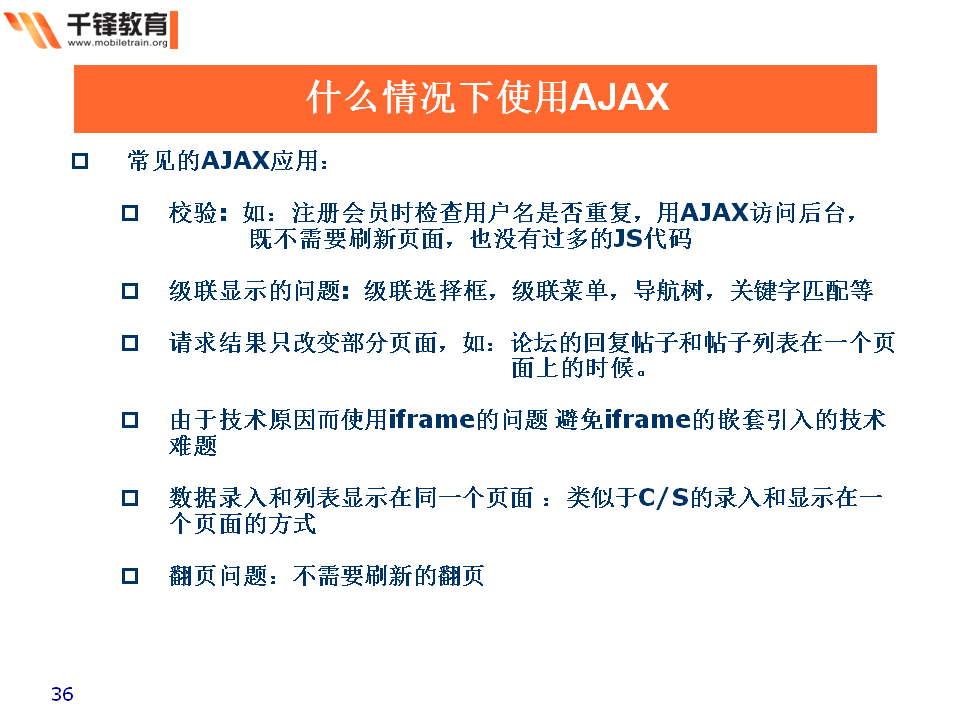 千锋教育
www.mobiletrain.org
什么情况下使用AJAX
常见的AJAX应用：
校验：如：注册会员时检查用户名是否重复，用AJAX访问后台，
既不需要刷新页面，也没有过多的JS代码
级联显示的问题：级联选择框，级联菜单，导航树，关键字匹配等
请求结果只改变部分页面，如：论坛的回复帖子和帖子列表在一个页
面上的时候。
由于技术原因而使用iframe的问题 避免iframe的嵌套引入的技术
难题
数据录入和列表显示在同一个页面 ：类似于C/S的录入和显示在一
个页面的方式
翻页问题：不需要刷新的翻页
36